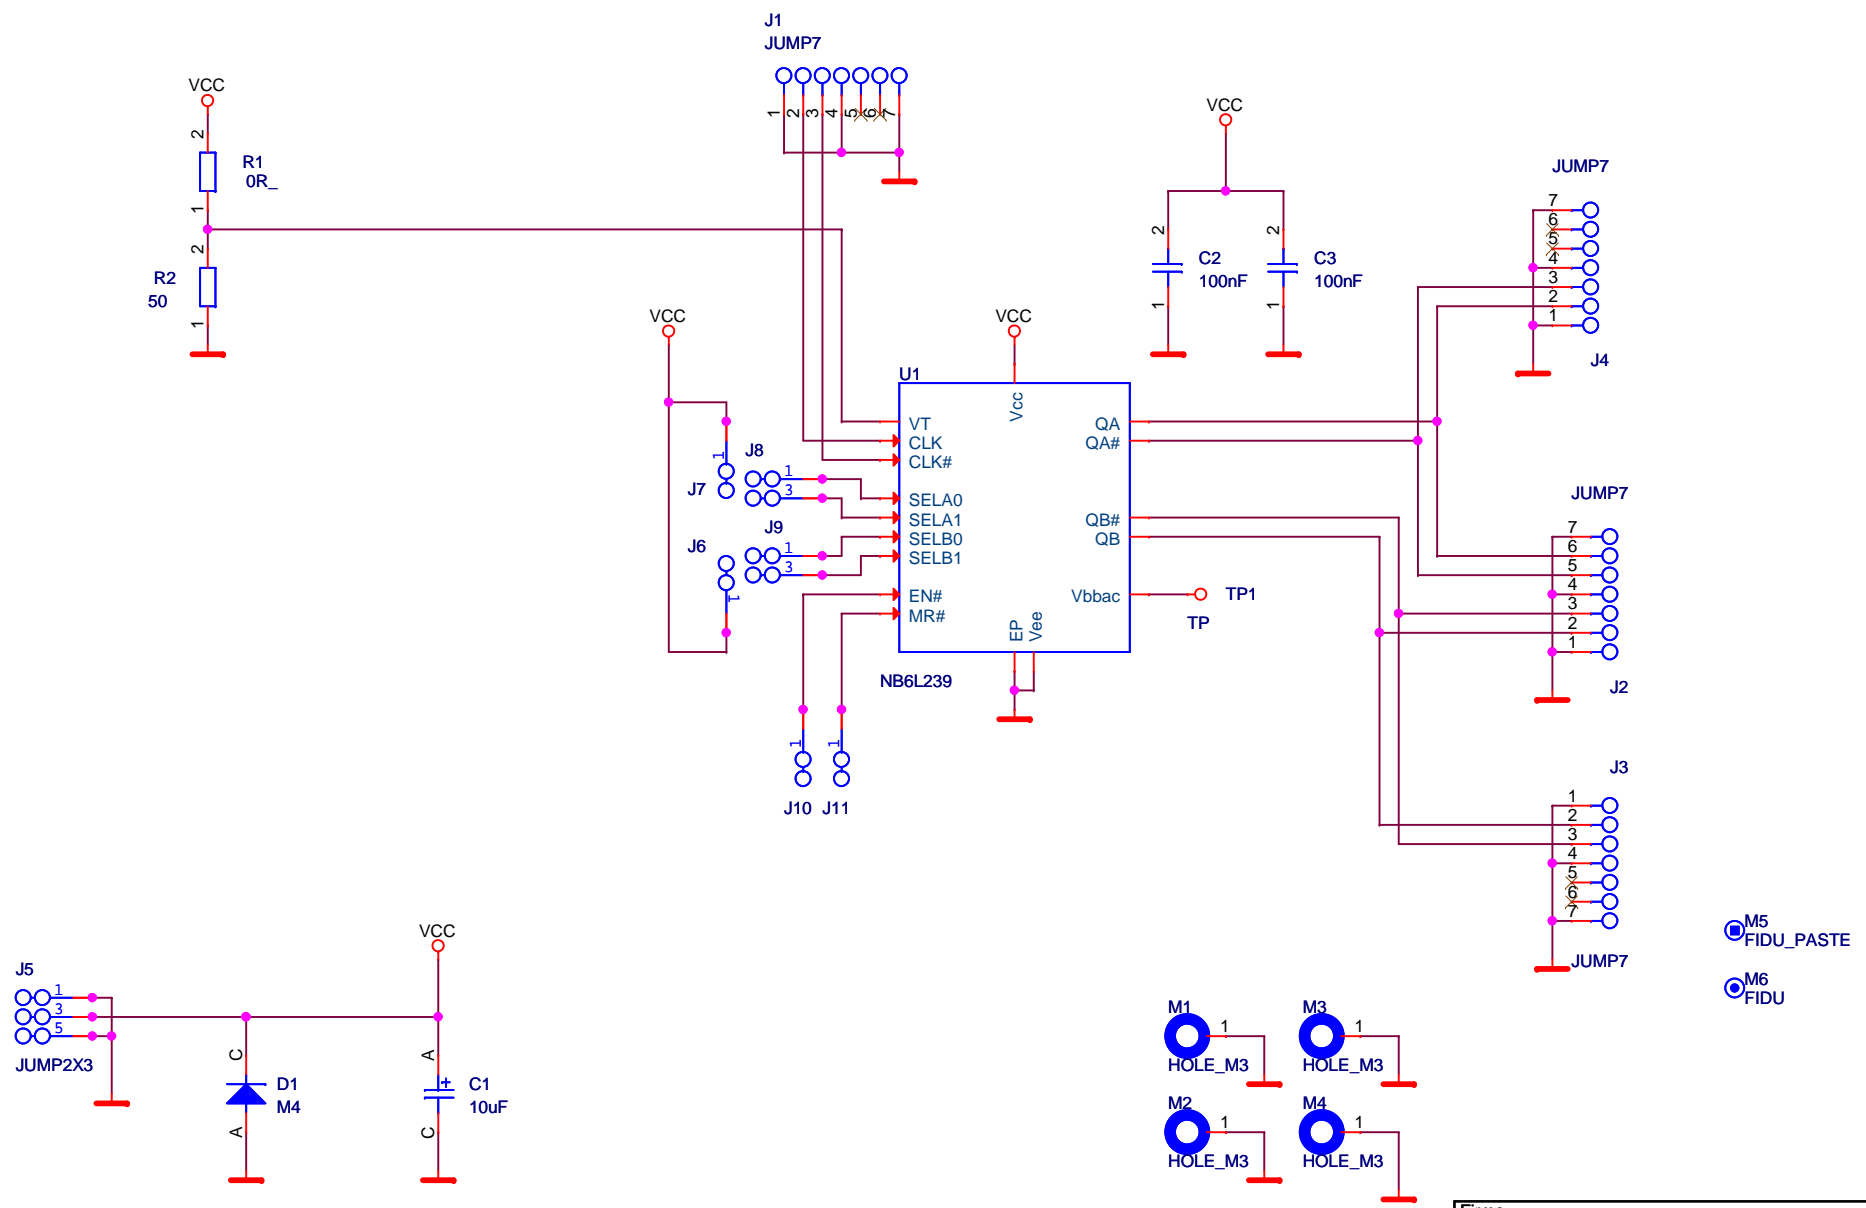 J1
JUMP7
1 2 3 4 5 6 7
VCC
2
R1
0R_
1
2
R2
50
1
VCC
2
C2
100nF
1
2
C3
100nF
1
JUMP7
7
6
5
4
3
2
1
J4
VCC
VCC
U1
Vcc
VT
CLK
CLK#
SELA0
SELA1
SELB0
SELB1
EN#
MR#
QA
QA#
QB#
QB
Vbbac
EP
Vee
NB6L239
TP1
TP
1
J7
J8
1
3
J9
1
3
J6
1
1
1
J10
J11
JUMP7
7
6
5
4
3
2
1
J2
J3
1
2
3
4
5
6
7
JUMP7
M5
FIDU_PASTE
M6
FIDU
J5
1
3
5
JUMP2X3
VCC
C
D1
M4
A
A
+
C1
10uF
C
M1
1
HOLE_M3
M3
1
HOLE_M3
M2
1
HOLE_M3
M4
1
HOLE_M3